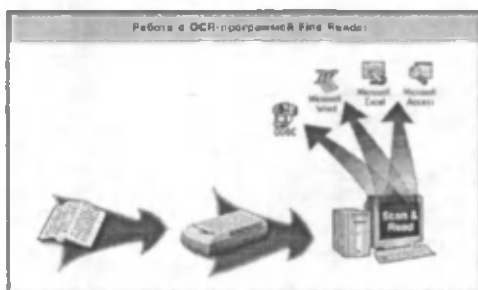 Работа с OCR-программой Fine Reader
Microsoft Word
Microsoft Excel
Microsoft Access
ODBC
Scan &
Read